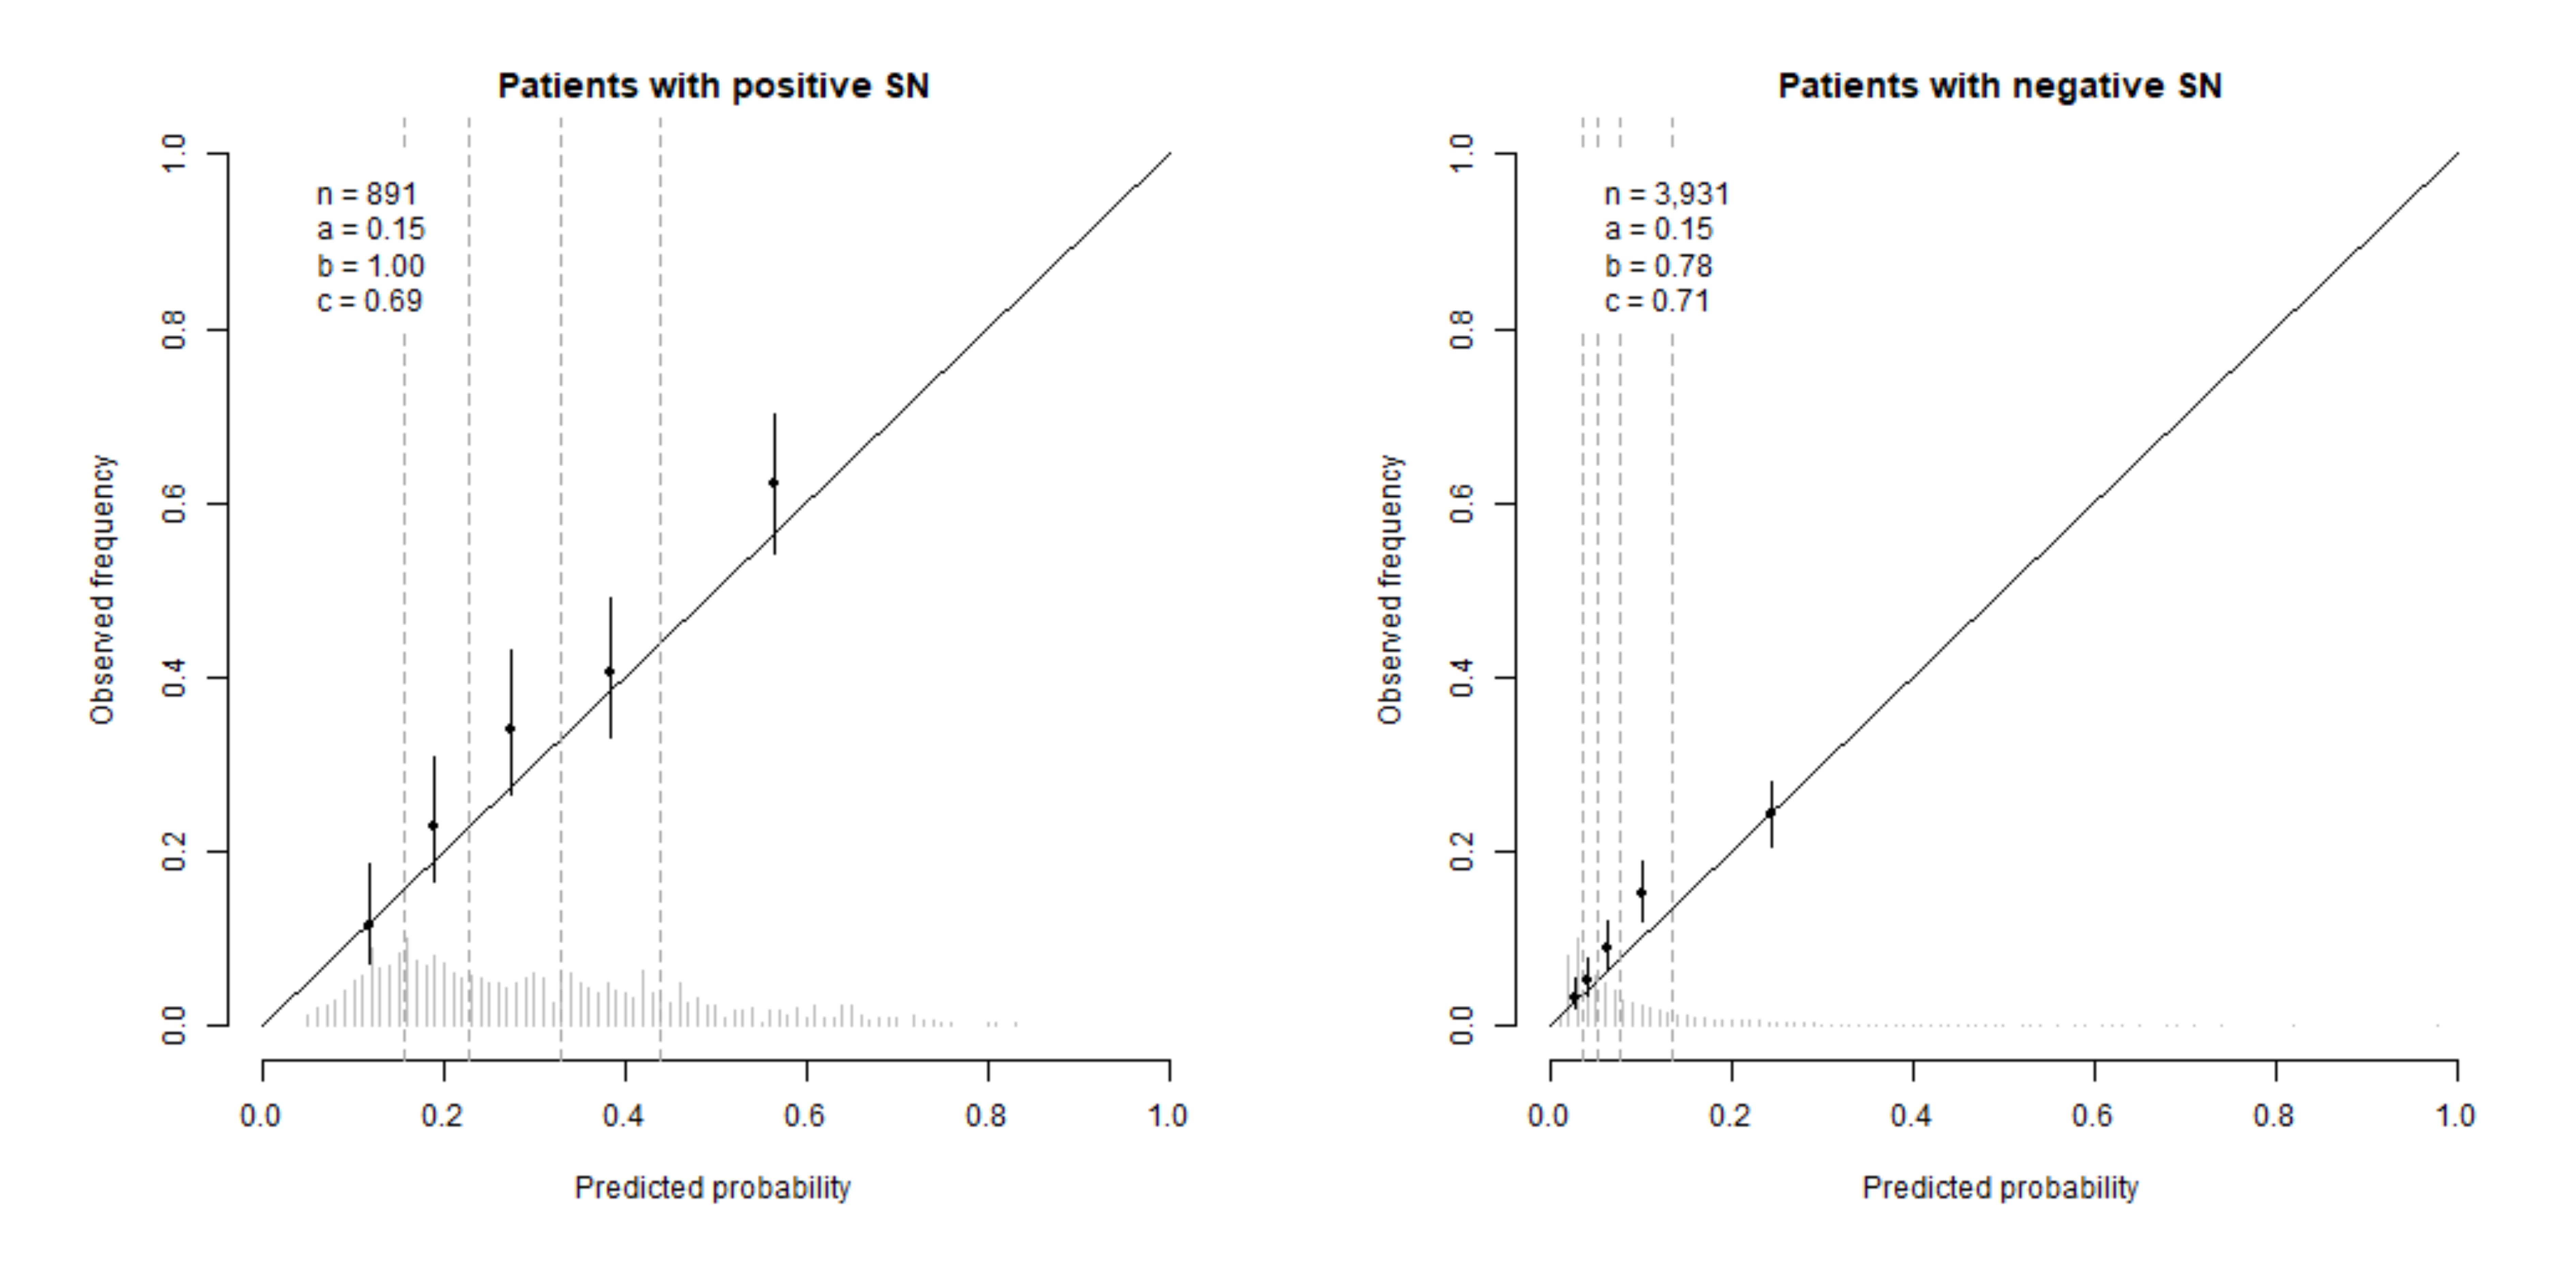 Patients with positive SN
n = 891
a = 0.15
b = 1.00
c = 0.69
Observed frequency
1.0
0.8
0.6
0.4
0.2
0.0
0.0 0.2 0.4 0.6 0.8 1.0
Predicted probability
Patients with negative SN
n = 3,931
a = 0.15
b = 0.78
c = 0.71
Observed frequency
1.0
0.8
0.6
0.4
0.2
0.0
0.0 0.2 0.4 0.6 0.8 1.0
Predicted probability